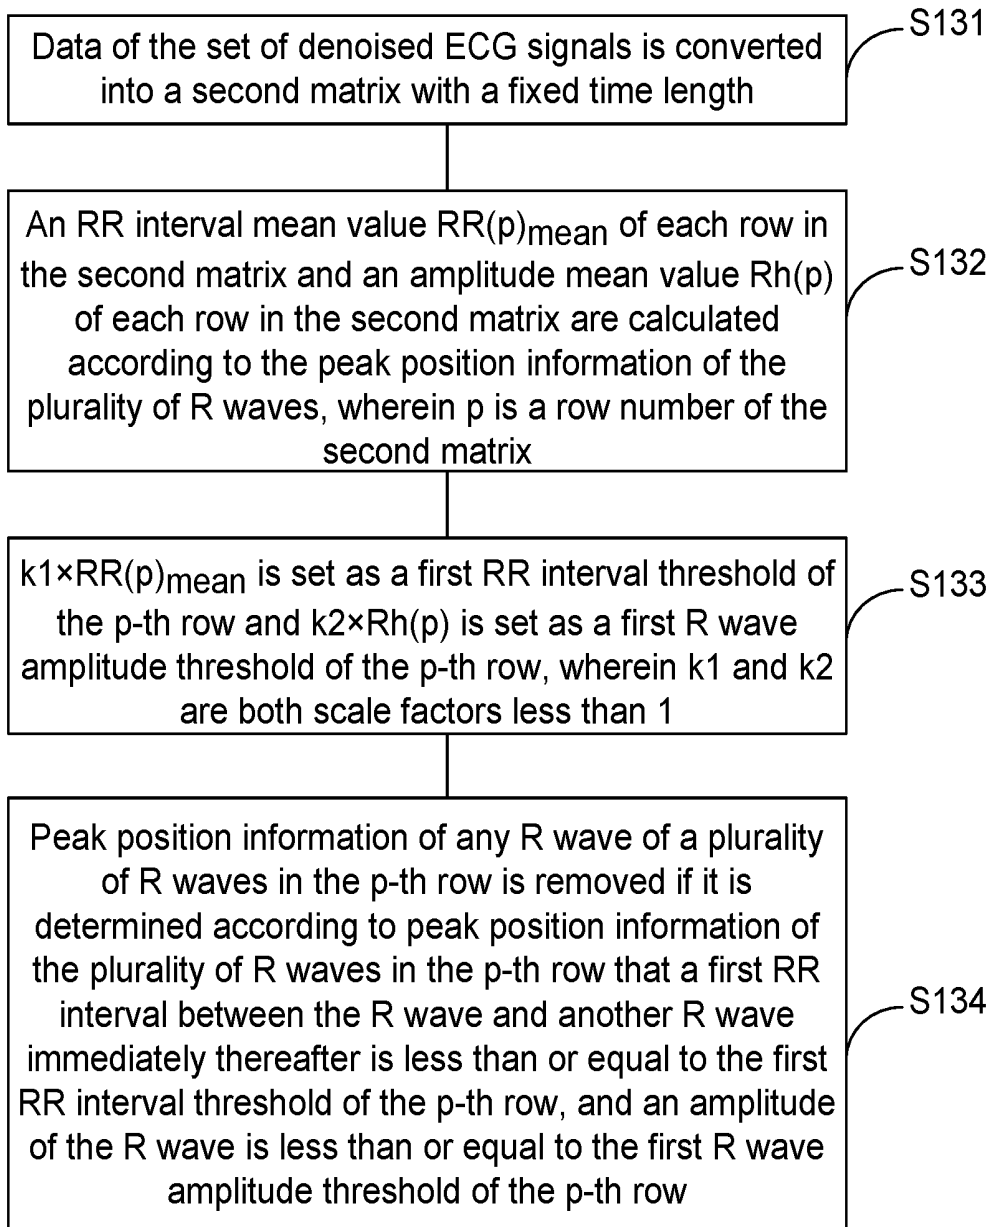 Data of the set of denoised ECG signals is converted
into a second matrix with a fixed time length
S131
An RR interval mean value RR(p)mean of each row in
the second matrix and an amplitude mean value Rh(p)
of each row in the second matrix are calculated
according to the peak position information of the
plurality of R waves, wherein p is a row number of the
second matrix
S132
k1×RR(p)mean is set as a first RR interval threshold of
the p-th row and k2×Rh(p) is set as a first R wave
amplitude threshold of the p-th row, wherein k1 and k2
are both scale factors less than 1
S133
Peak position information of any R wave of a plurality
of R waves in the p-th row is removed if it is
determined according to peak position information of
the plurality of R waves in the p-th row that a first RR
interval between the R wave and another R wave
immediately thereafter is less than or equal to the first
RR interval threshold of the p-th row, and an amplitude
of the R wave is less than or equal to the first R wave
amplitude threshold of the p-th row
S134